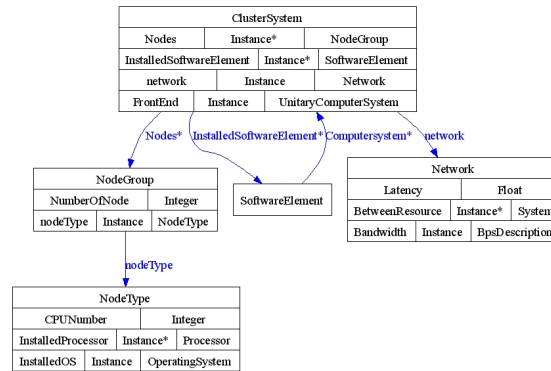 ClusterSystem
Nodes Instance* NodeGroup
InstalledSoftwareElement Instance* SoftwareElement
network Instance Network
FrontEnd Instance UnitaryComputerSystem
Nodes* InstalledSoftwareElement* Computersystem* network
NodeGroup
NumberOfNode Integer
nodeType Instance NodeType
SoftwareElement
Network
Latency Float
BetweenResource Instance* System
Bandwidth Instance BpsDescription
nodeType
NodeType
CPUNumber Integer
InstalledProcessor Instance* Processor
InstalledOS Instance OperatingSystem